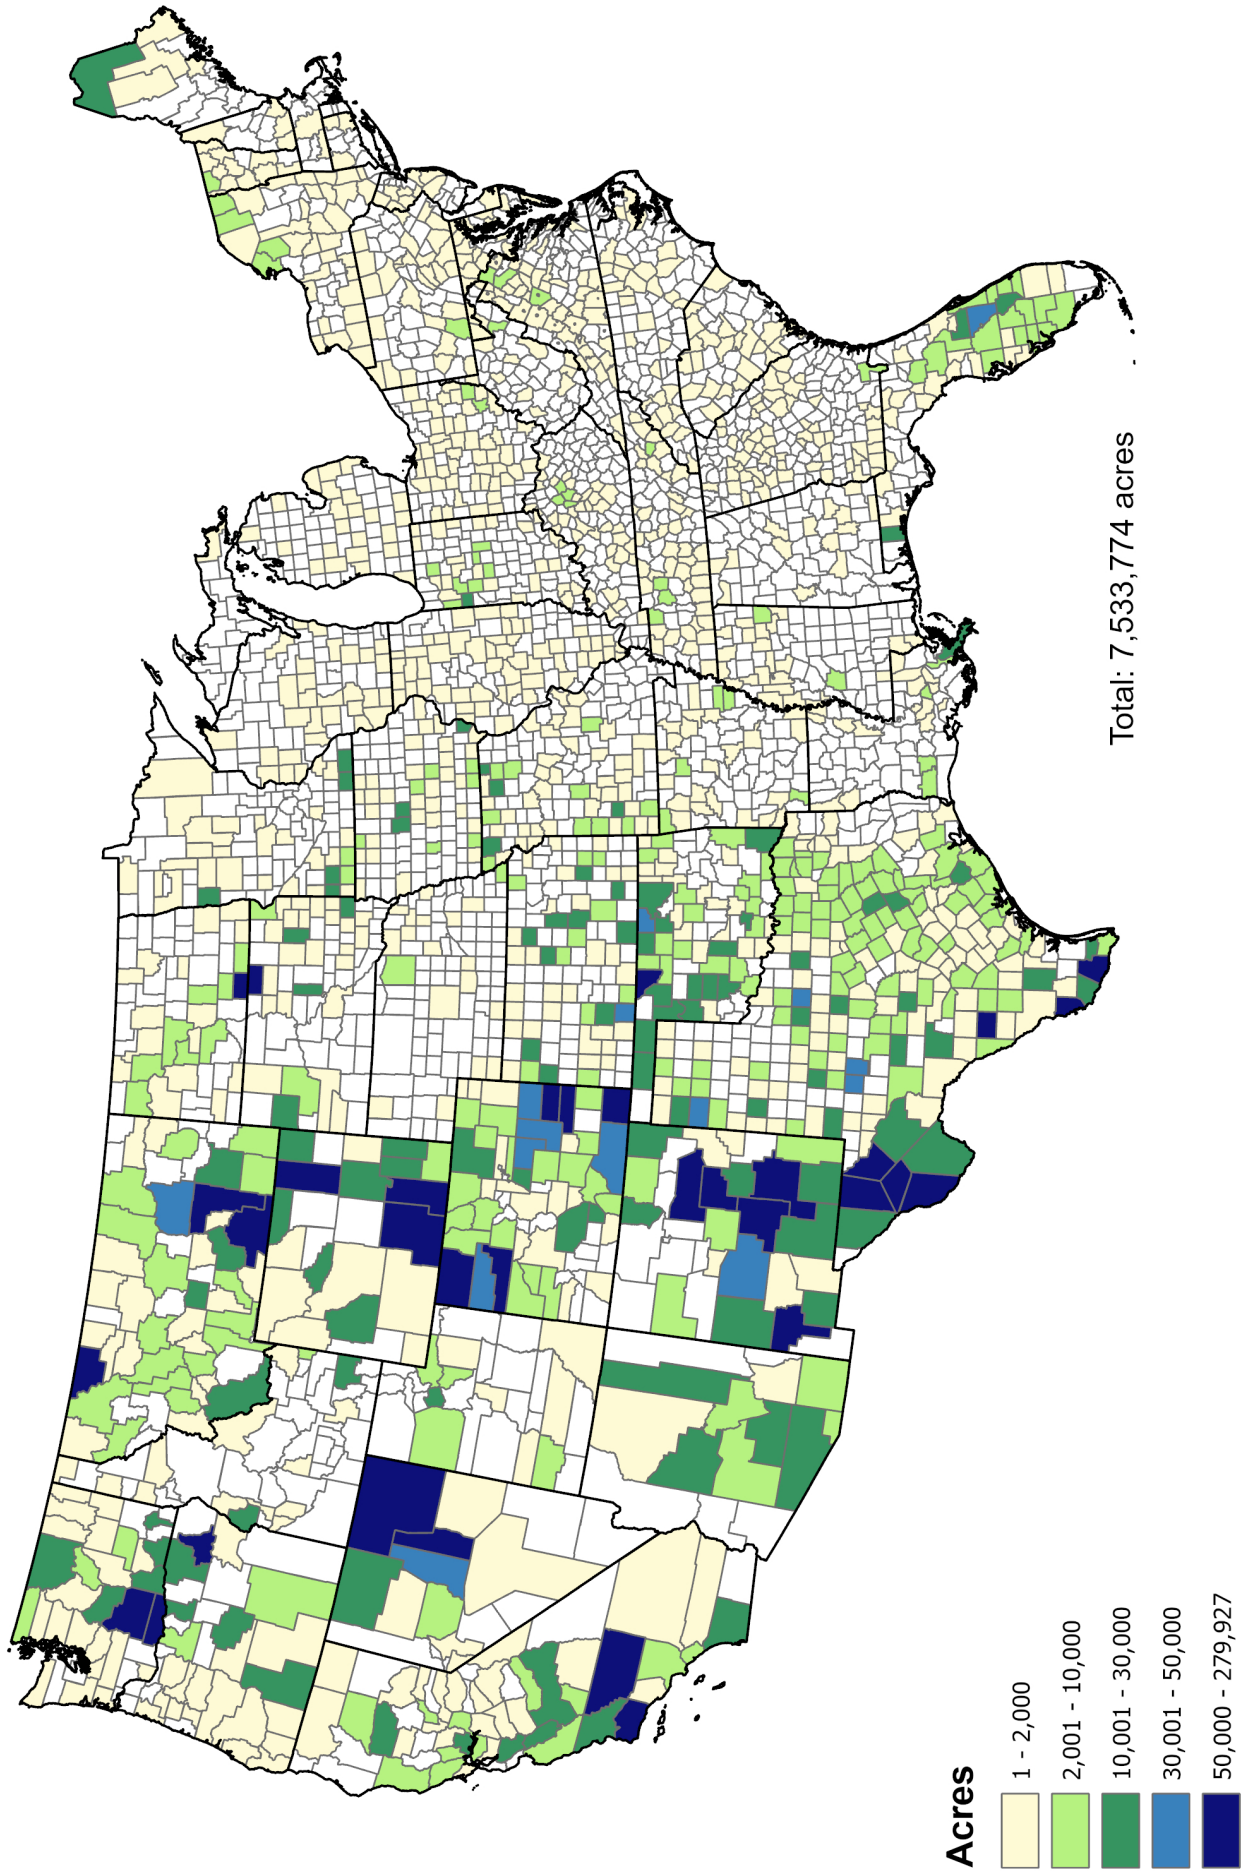 Total: 7,533,774 acres
Acres
1 - 2,000
2,001 - 10,000
10,001 - 30,000
30,001 - 50,000
50,000 - 279,927